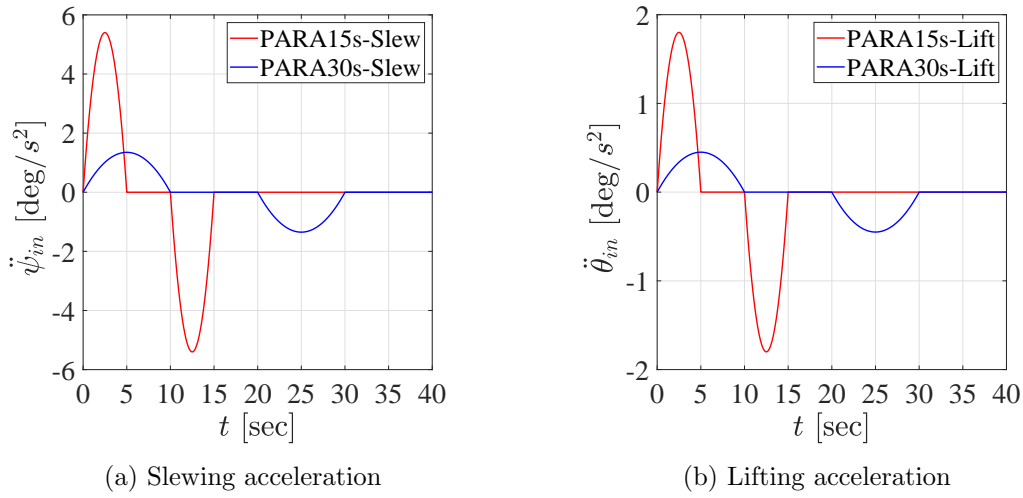 PARA15s-Slew
PARA30s-Slew
6
4
2
0
-2
-4
-6
ψ̈_in [deg/s²]
0 5 10 15 20 25 30 35 40
t [sec]
(a) Slewing acceleration
PARA15s-Lift
PARA30s-Lift
2
1
0
-1
-2
θ̈_in [deg/s²]
0 5 10 15 20 25 30 35 40
t [sec]
(b) Lifting acceleration